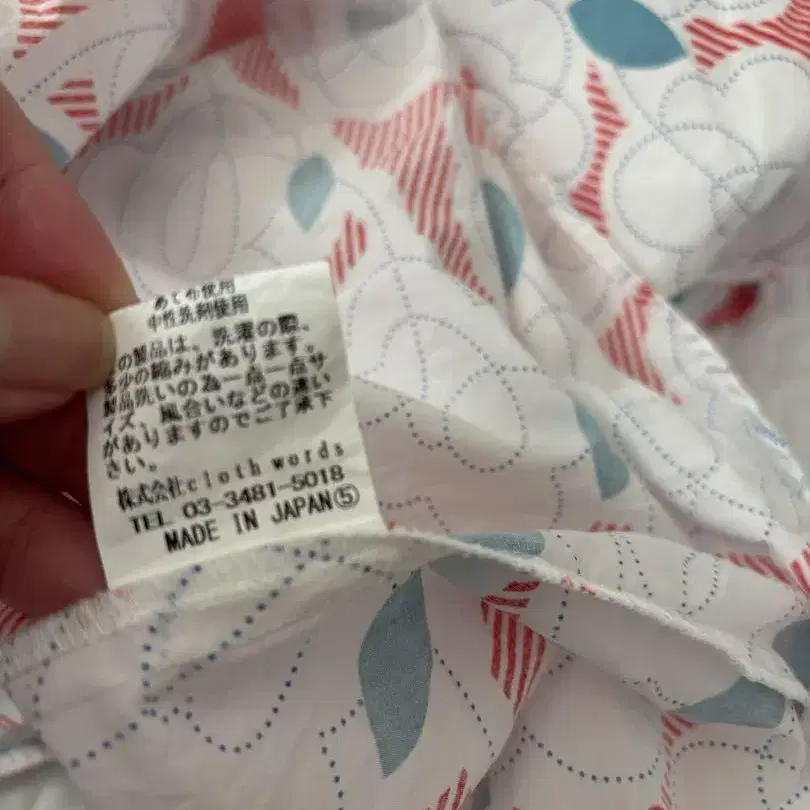 あて布使用
中性洗剤使用
この製品は、洗濯の際、
多少の縮みがあります。
製品洗いの為一点一点サ
イズ、風合いなどの違い
がありますのでご了承下
さい。
株式会社cloth words
TEL 03-3481-5018
MADE IN JAPAN⑤